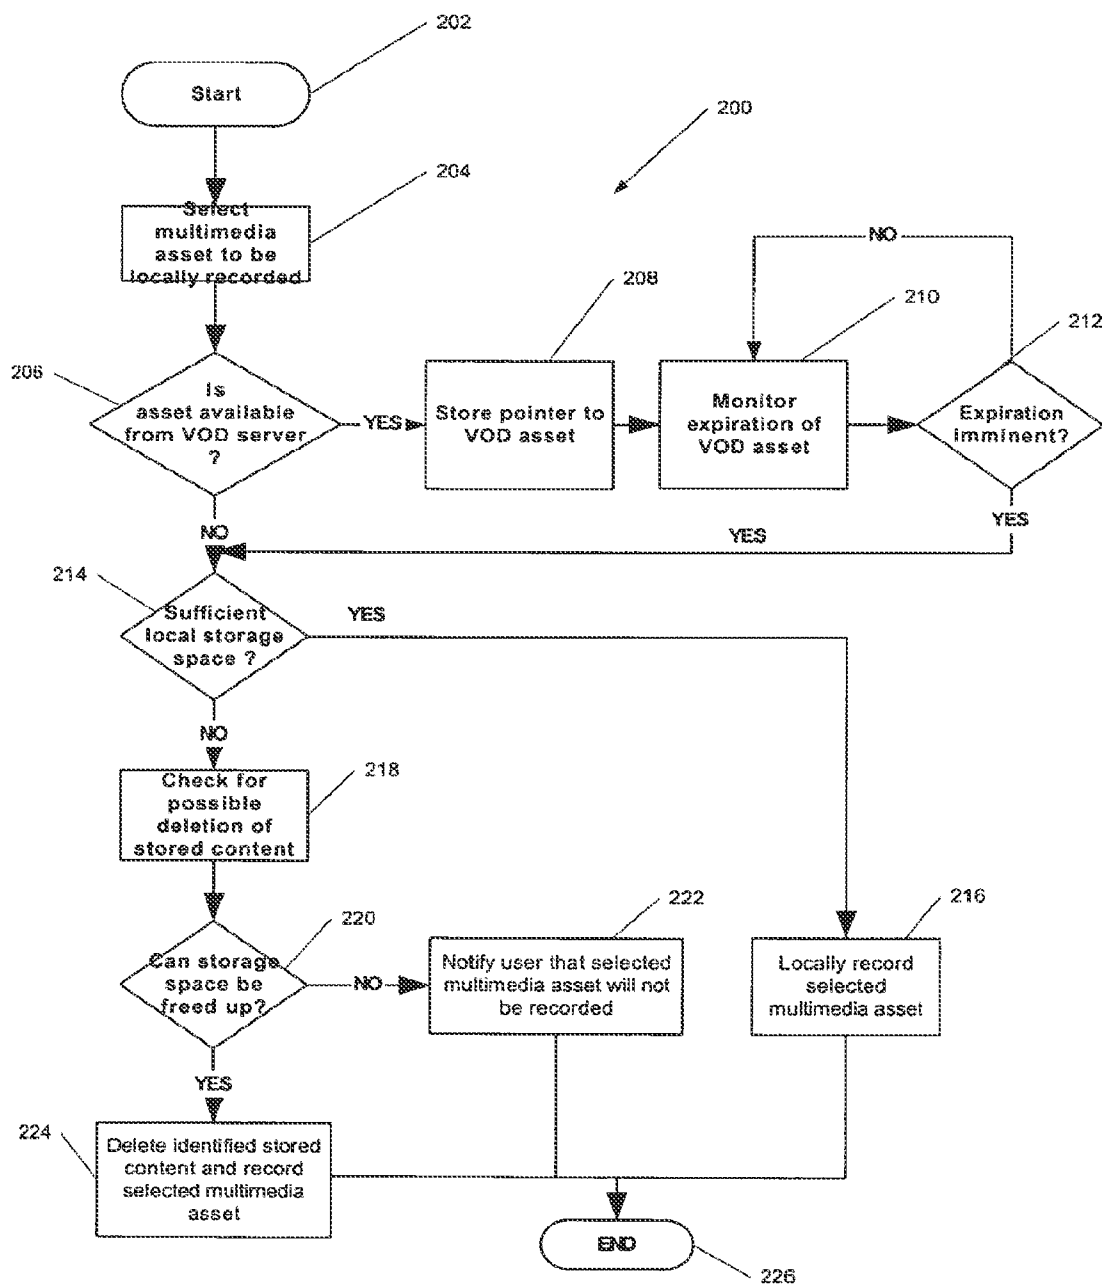 202
Start
200
204
Select
multimedia
asset to be
locally recorded
NO
208
210
212
206
Is
asset available
from VOD server
?
YES
Store pointer to
VOD asset
Monitor
expiration of
VOD asset
Expiration
imminent?
NO
YES
YES
214
Sufficient
local storage
space ?
YES
NO
218
Check for
possible
deletion of
stored content
220
222
216
Can storage
space be
freed up?
NO
Notify user that selected
multimedia asset will not
be recorded
Locally record
selected
multimedia asset
YES
224
Delete identified stored
content and record
selected multimedia
asset
END
226